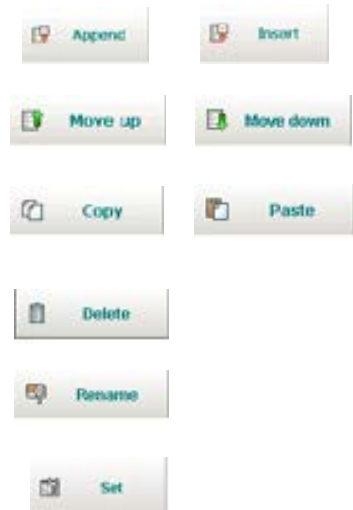 Append Insert
Move up Move down
Copy Paste
Delete
Rename
Set